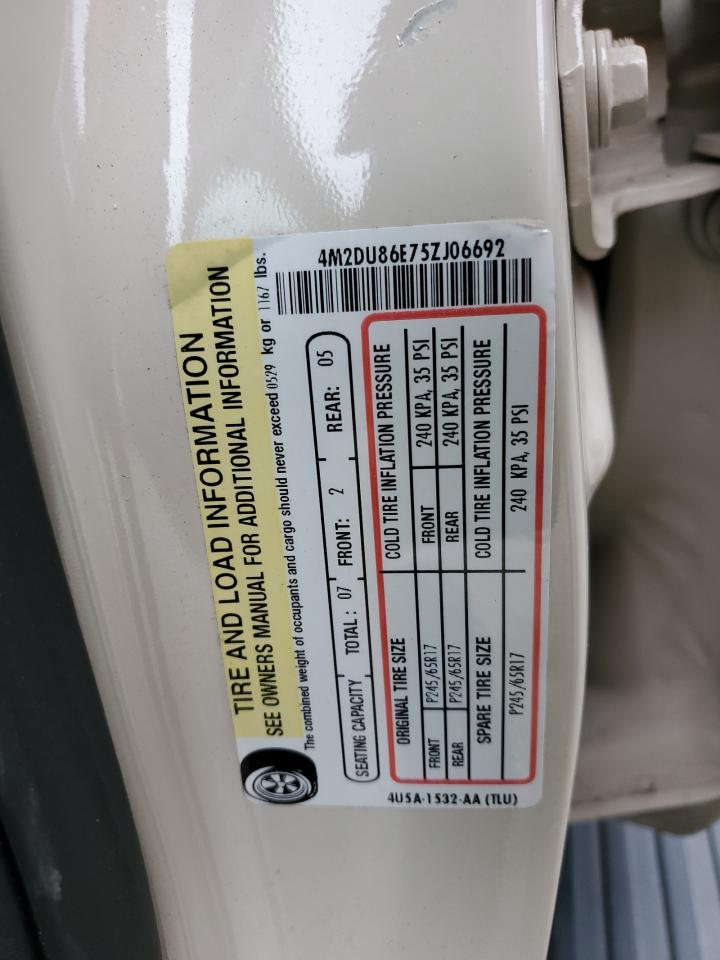 4M2DU86E75ZJ06692
TIRE AND LOAD INFORMATION
SEE OWNERS MANUAL FOR ADDITIONAL INFORMATION
The combined weight of occupants and cargo should never exceed 0529 kg or 1167 lbs.
SEATING CAPACITY TOTAL: 07 FRONT: 2 REAR: 05
ORIGINAL TIRE SIZE COLD TIRE INFLATION PRESSURE
FRONT P245/65R17 FRONT 240 KPA, 35 PSI
REAR P245/65R17 REAR 240 KPA, 35 PSI
SPARE TIRE SIZE COLD TIRE INFLATION PRESSURE
P245/65R17 240 KPA, 35 PSI
4U5A-1532-AA (TLU)